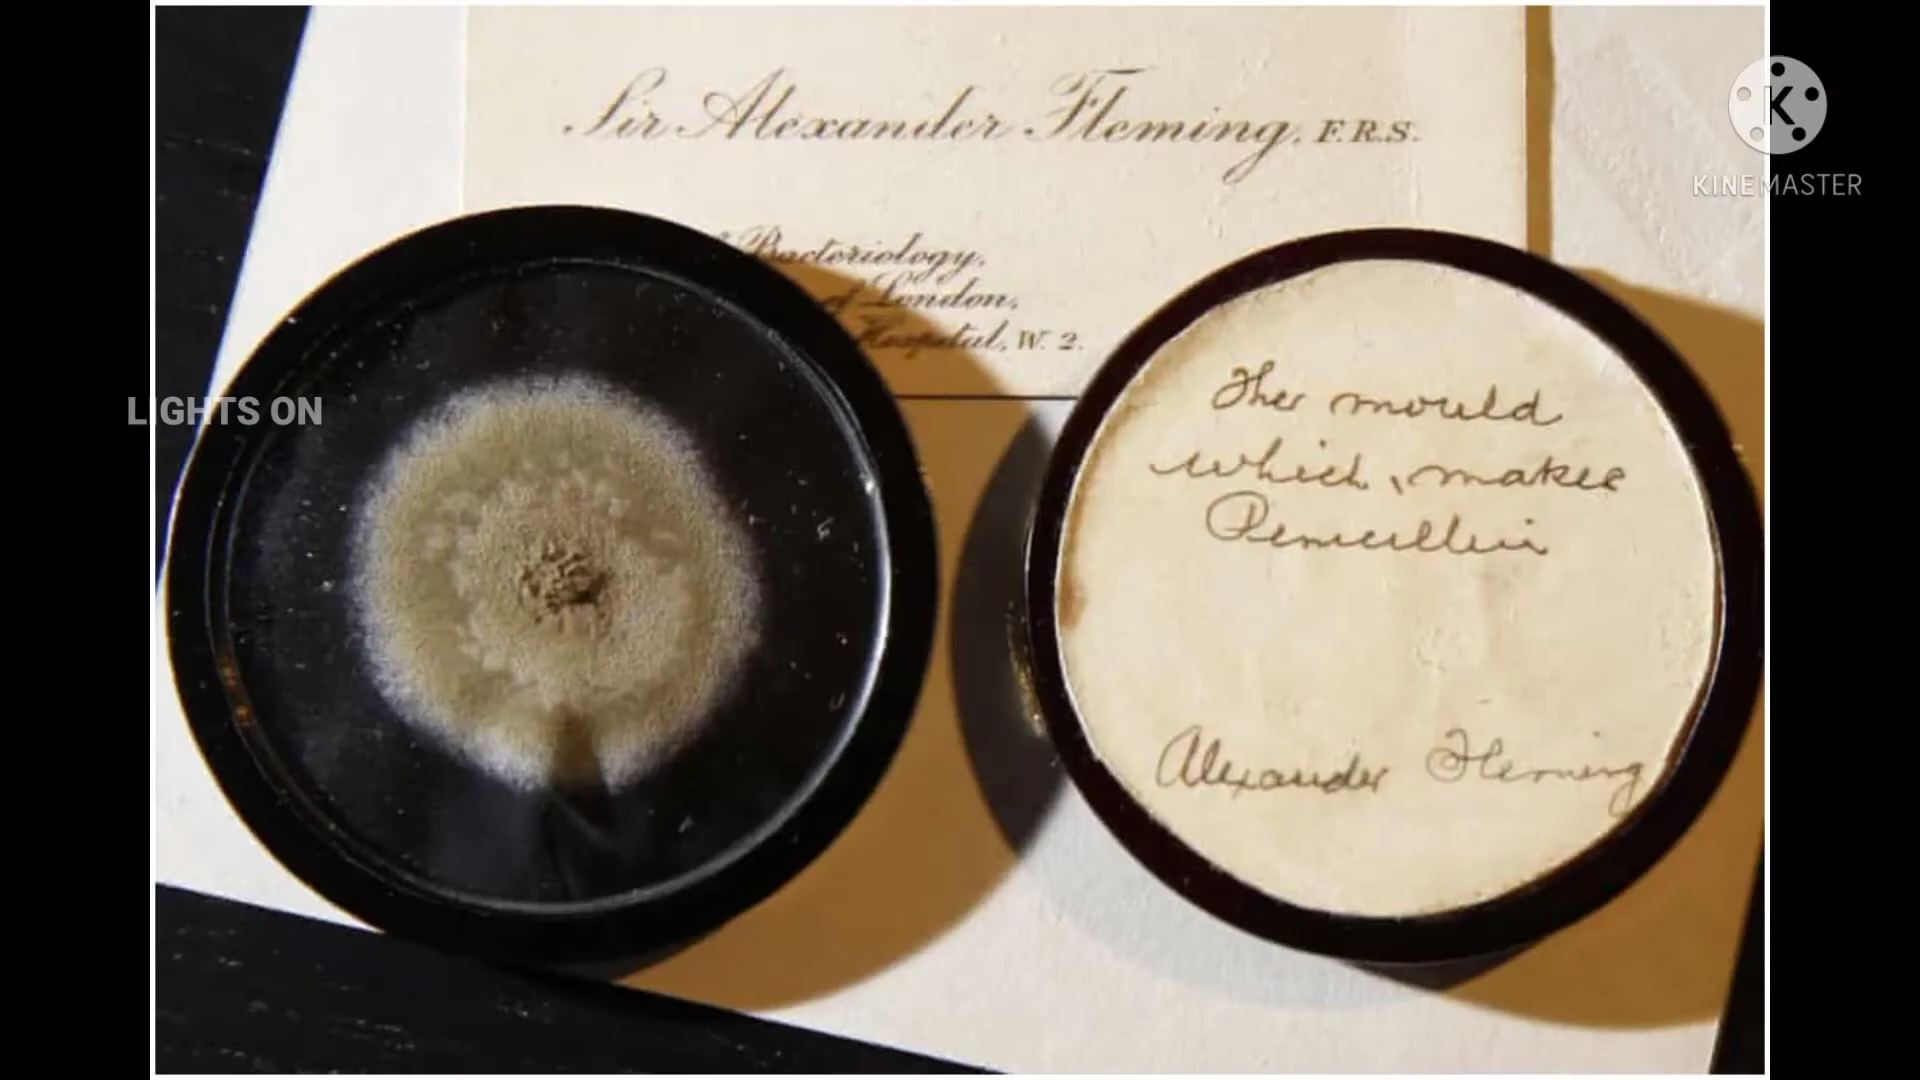 Sir Alexander Fleming, F.R.S.
Bacteriology,
of London,
Hospital, W. 2.
The mould
which makes
Penicillin
Alexander Fleming
LIGHTS ON
K
KINEMASTER